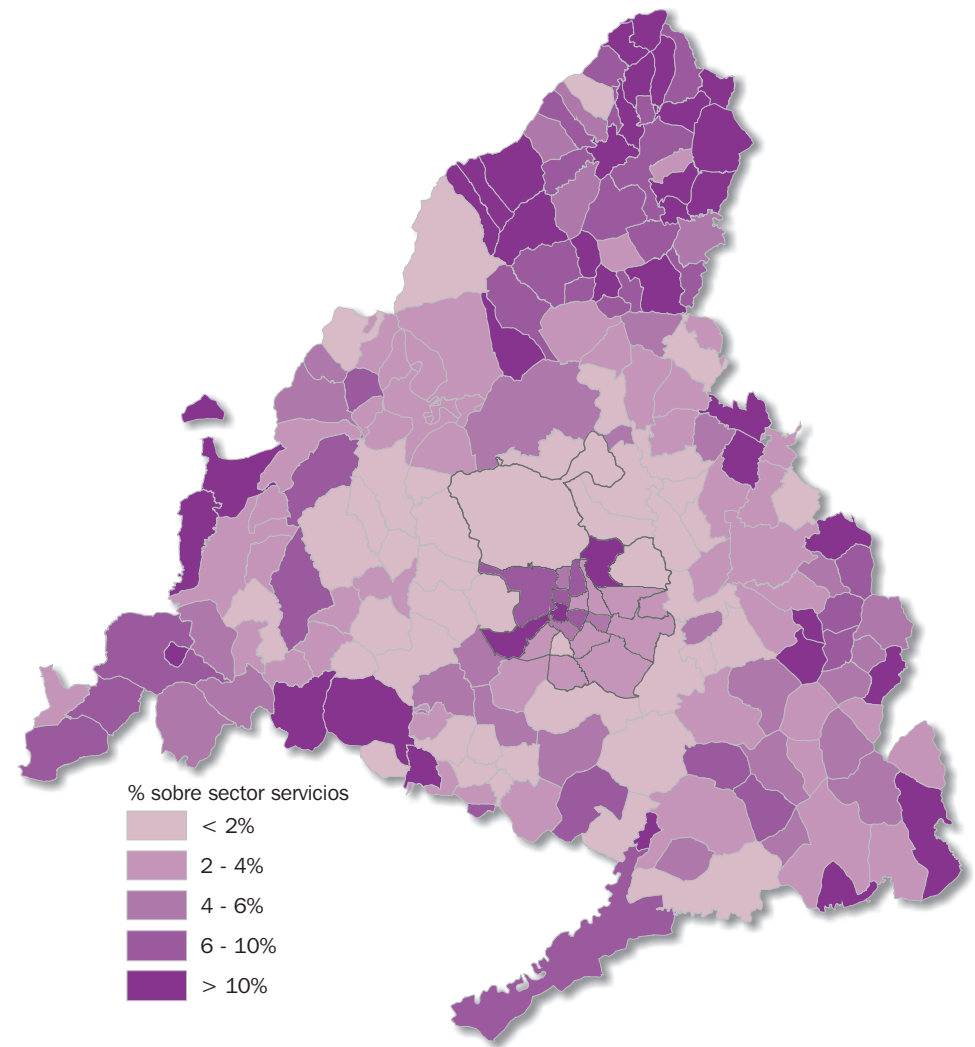 % sobre sector servicios
< 2%
2 - 4%
4 - 6%
6 - 10%
> 10%